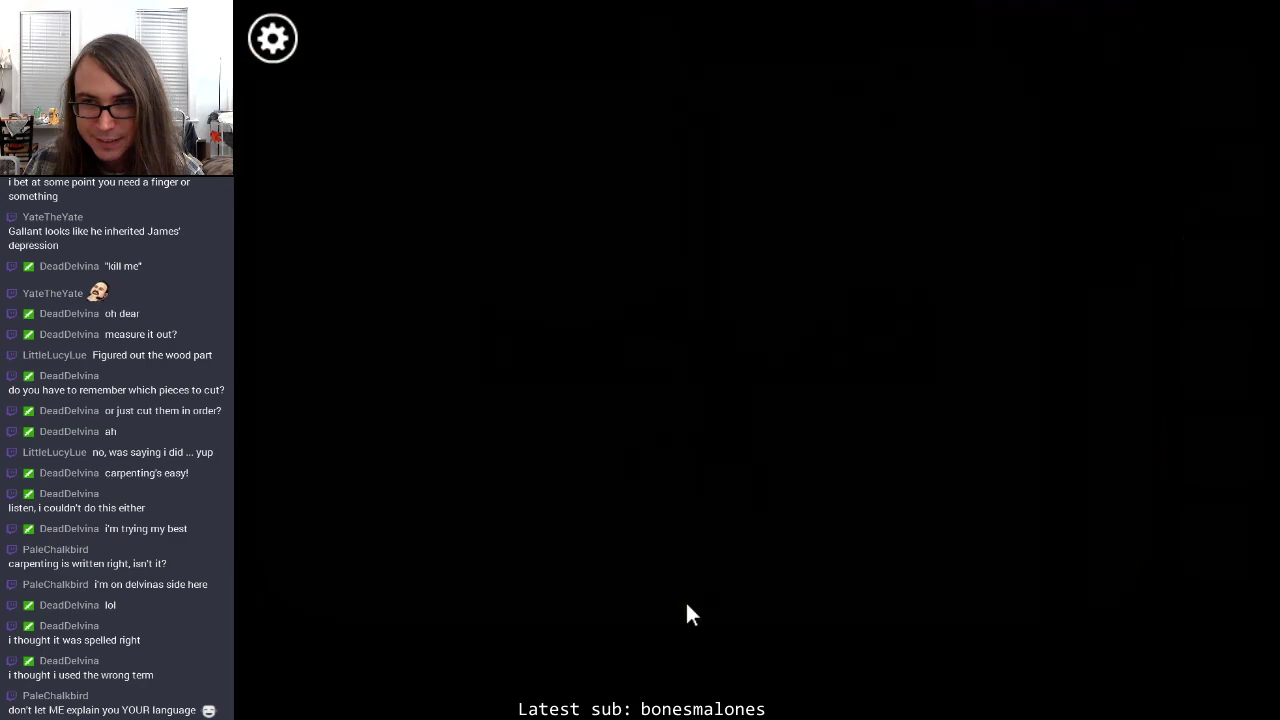 i bet at some point you need a finger or
something
YateTheYate
Gallant looks like he inherited James'
depression
DeadDelvina "kill me"
YateTheYate
DeadDelvina oh dear
DeadDelvina measure it out?
LittleLucyLue Figured out the wood part
DeadDelvina
do you have to remember which pieces to cut?
DeadDelvina or just cut them in order?
DeadDelvina ah
LittleLucyLue no, was saying i did ... yup
DeadDelvina carpenting's easy!
DeadDelvina
listen, i couldn't do this either
DeadDelvina i'm trying my best
PaleChalkbird
carpenting is written right, isn't it?
PaleChalkbird i'm on delvinas side here
DeadDelvina lol
DeadDelvina
i thought it was spelled right
DeadDelvina
i thought i used the wrong term
PaleChalkbird
don't let ME explain you YOUR language
Latest sub: bonesmalones